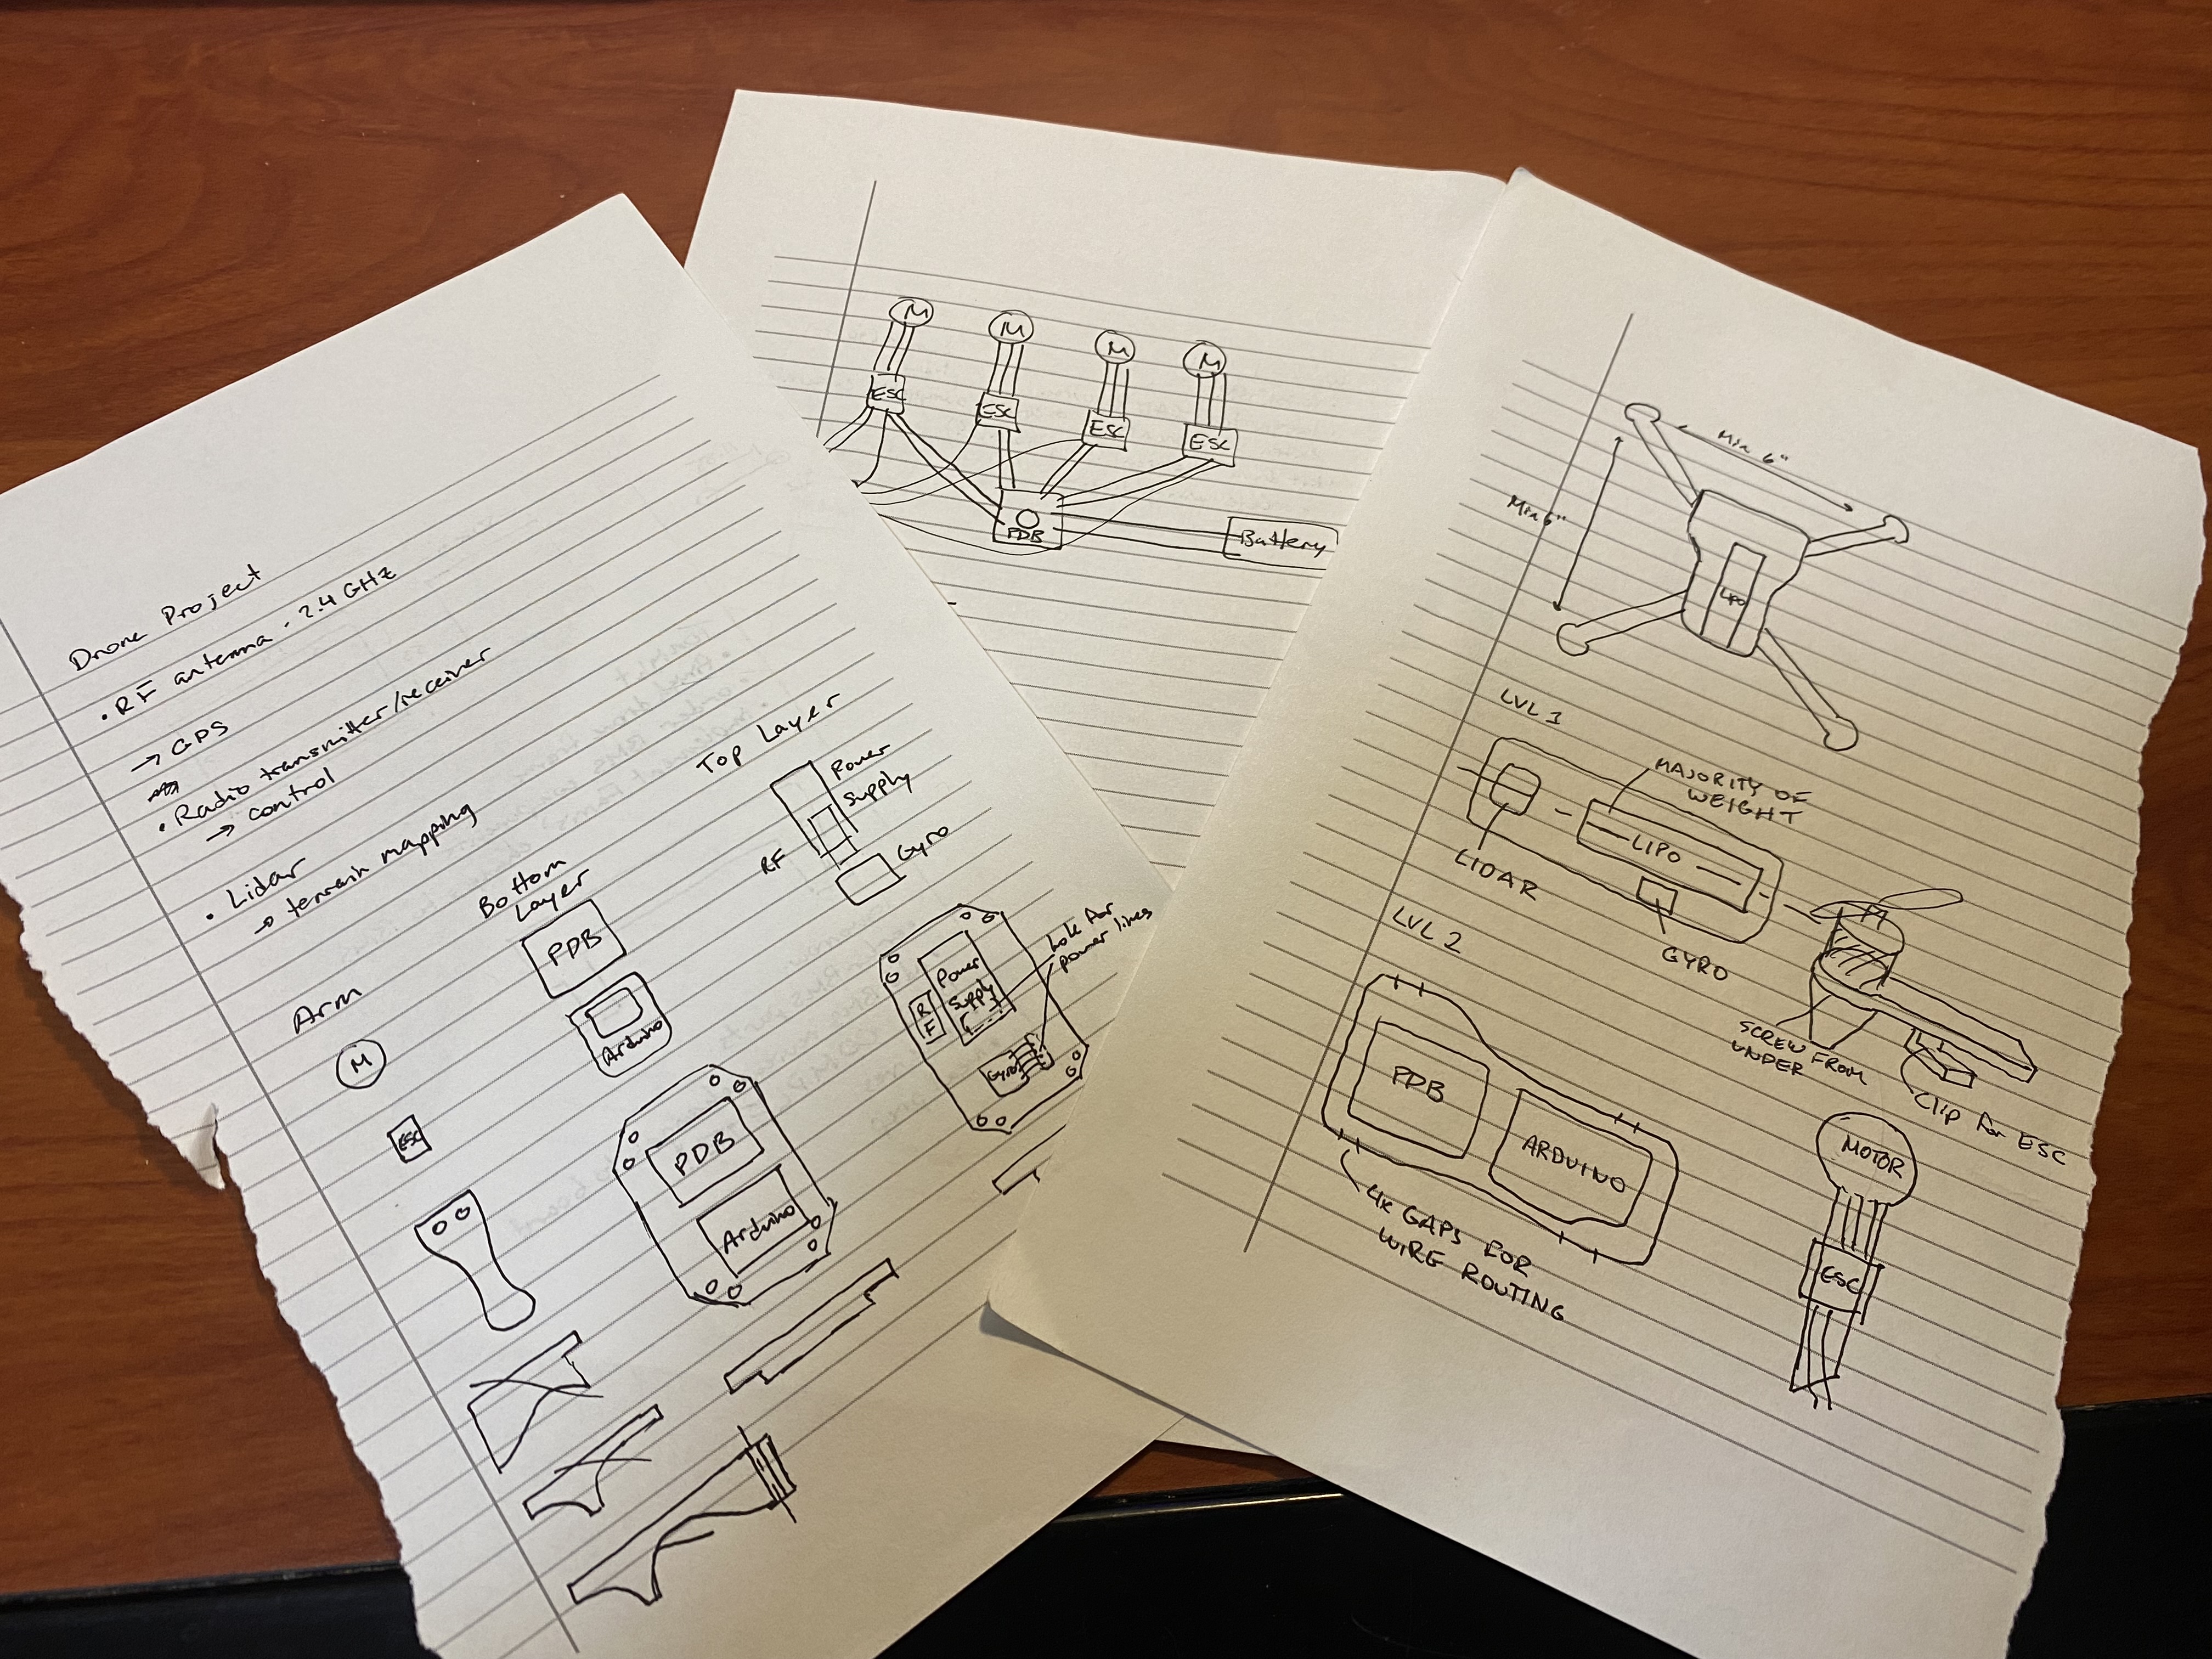 Drone Project
• RF antenna - 2.4 GHz
→ GPS
• Radio transmitter/receiver
→ control
• Lidar
→ terrain mapping
Arm
Bottom
Layer
Top Layer
M
ESC
PDB
Arduino
PDB
Arduino
Power
supply
RF
Gyro
Power
supply
RF
Gyro
hole for
power lines
M
M
M
M
ESC
ESC
ESC
ESC
PDB
Battery
Min 6"
Min 6"
LIPO
LVL 1
MAJORITY OF
WEIGHT
LIPO
LIDAR
GYRO
LVL 2
PDB
ARDUINO
4x GAPS FOR
WIRE ROUTING
SCREW FROM
UNDER
Clip for ESC
MOTOR
ESC